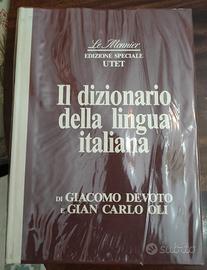 Le Monnier
EDIZIONE SPECIALE
UTET
Il dizionario
della lingua
italiana
DI GIACOMO DEVOTO
E GIAN CARLO OLI
subito